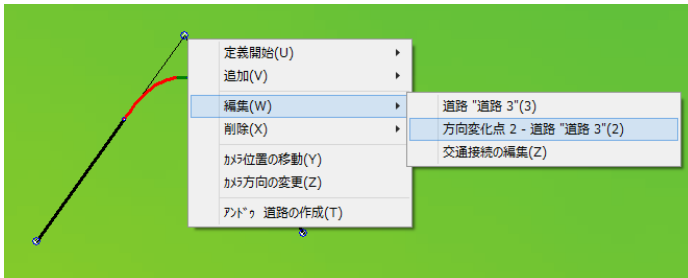 定義開始(U)
追加(V)
編集(W)
削除(X)
ｶﾒﾗ位置の移動(Y)
ｶﾒﾗ方向の変更(Z)
ｱﾝﾄﾞｩ 道路の作成(T)
道路 "道路 3"(3)
方向変化点 2 - 道路 "道路 3"(2)
交通接続の編集(Z)